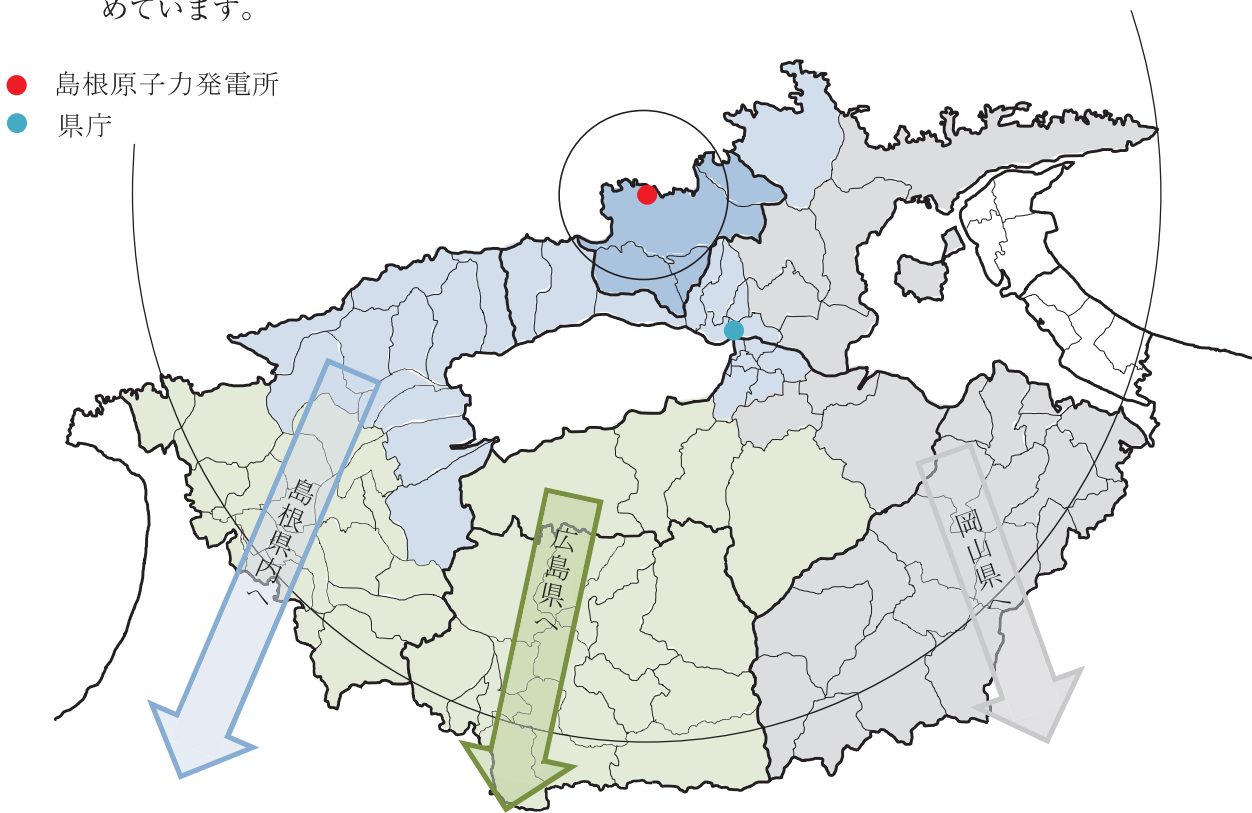 めています。
島根原子力発電所
県庁
島根県内へ
広島県へ
岡山県へ